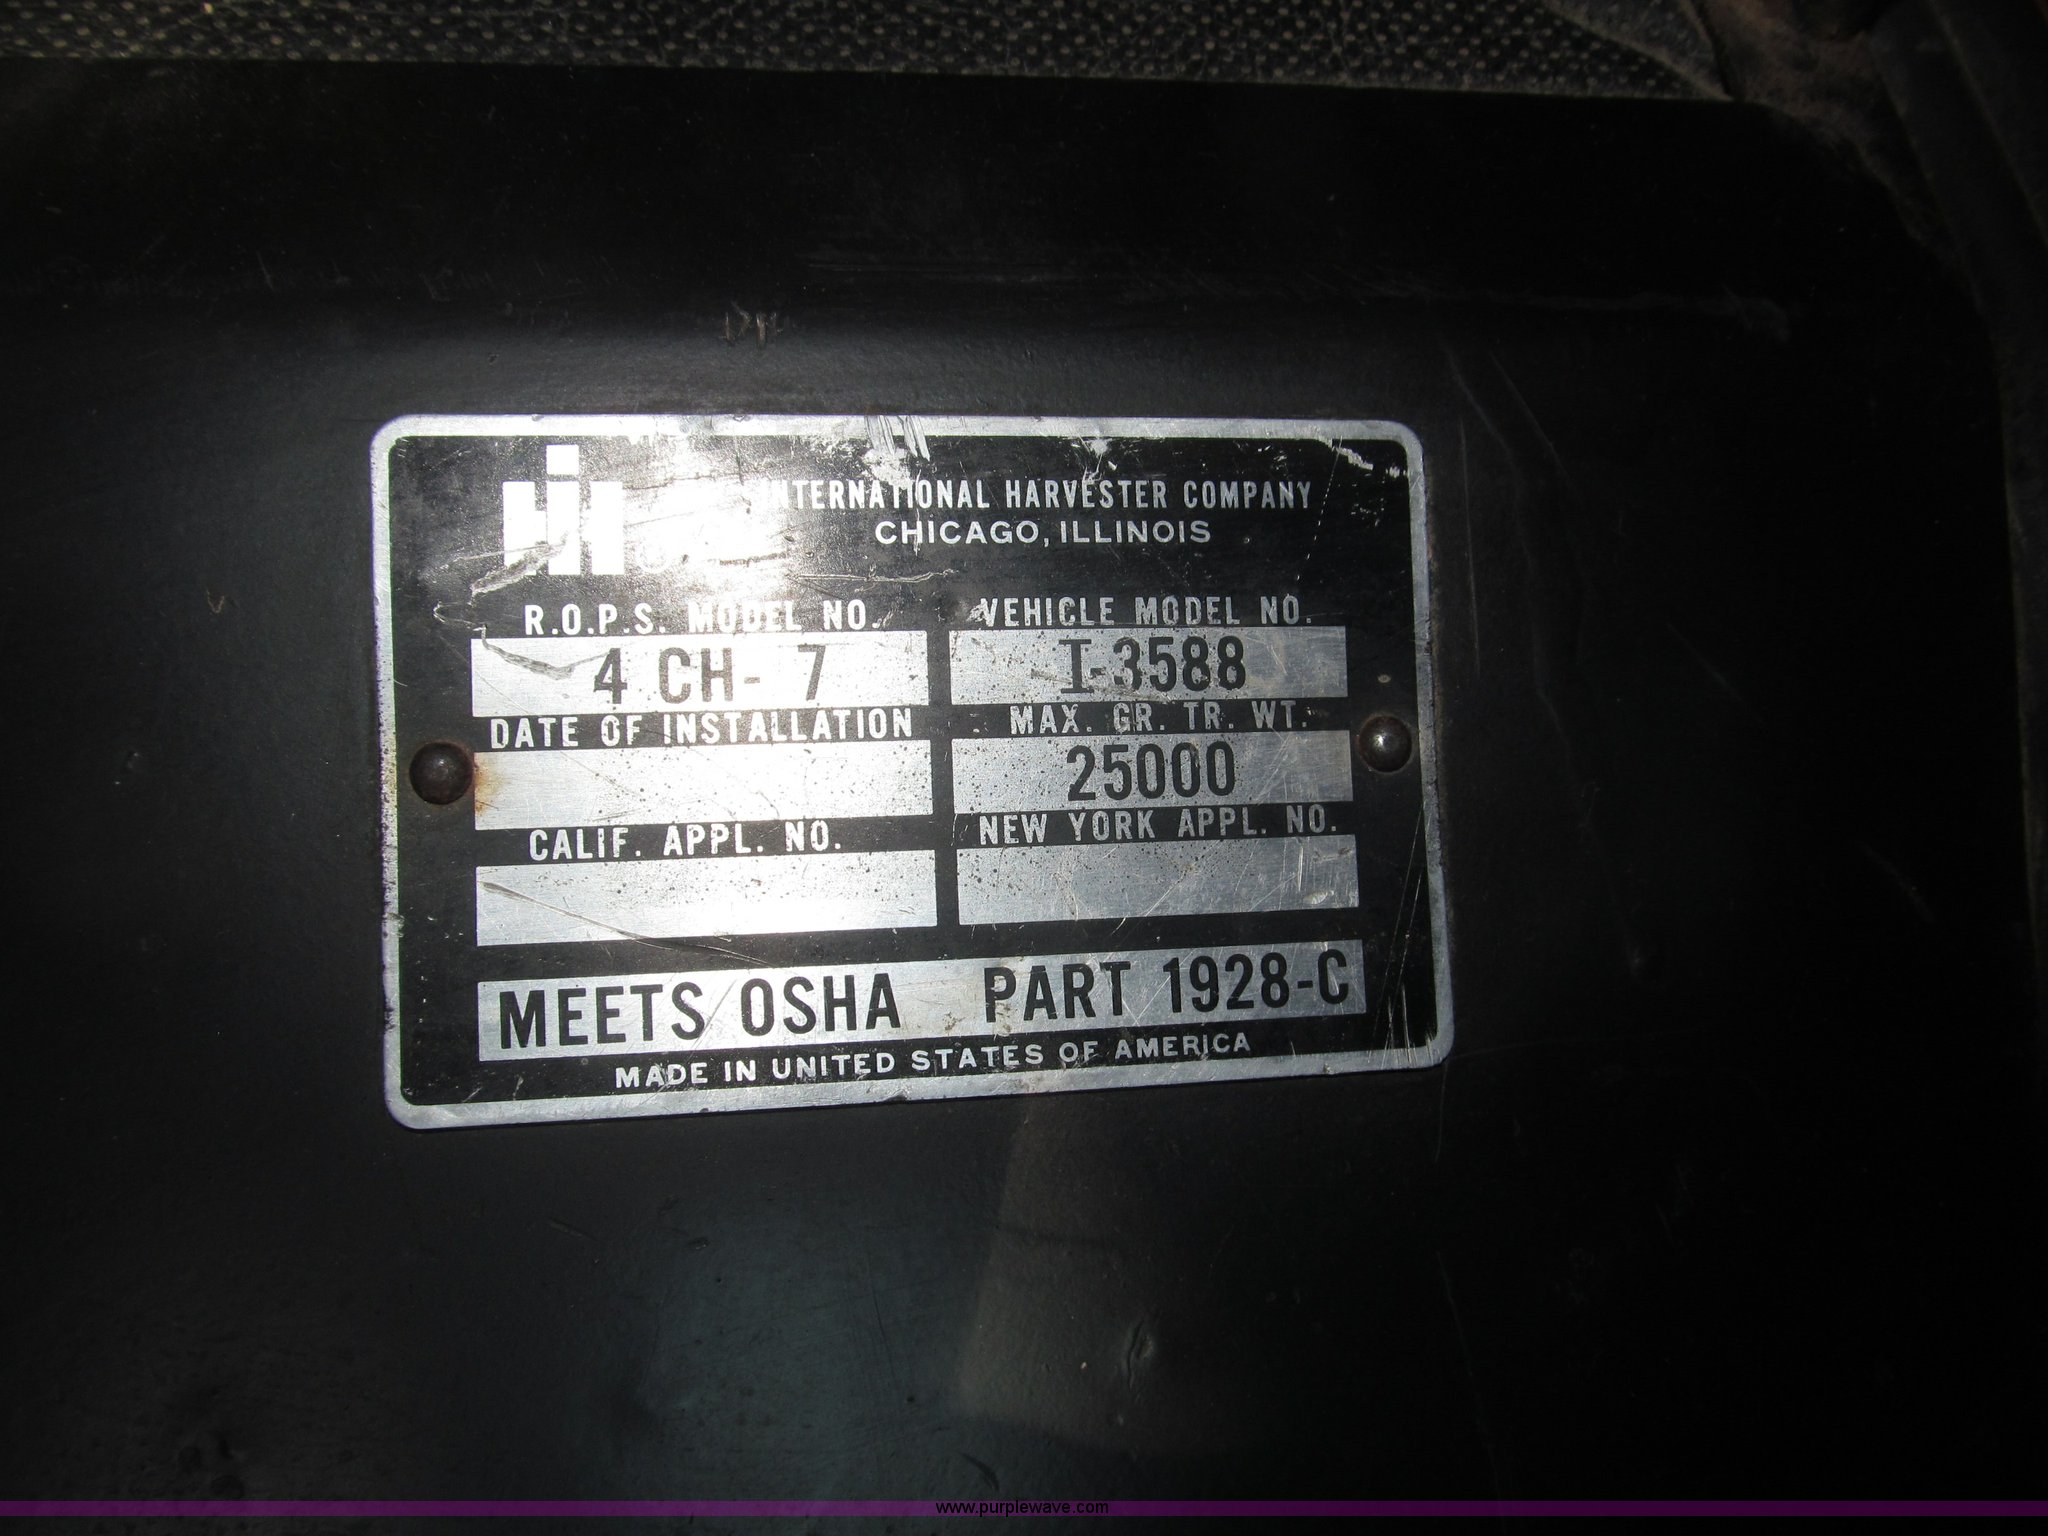 IH INTERNATIONAL HARVESTER COMPANY
CHICAGO, ILLINOIS
R.O.P.S. MODEL NO. VEHICLE MODEL NO.
4 CH- 7 I-3588
DATE OF INSTALLATION MAX. GR. TR. WT.
25000
CALIF. APPL. NO. NEW YORK APPL. NO.
MEETS OSHA PART 1928-C
MADE IN UNITED STATES OF AMERICA
www.purplewave.com